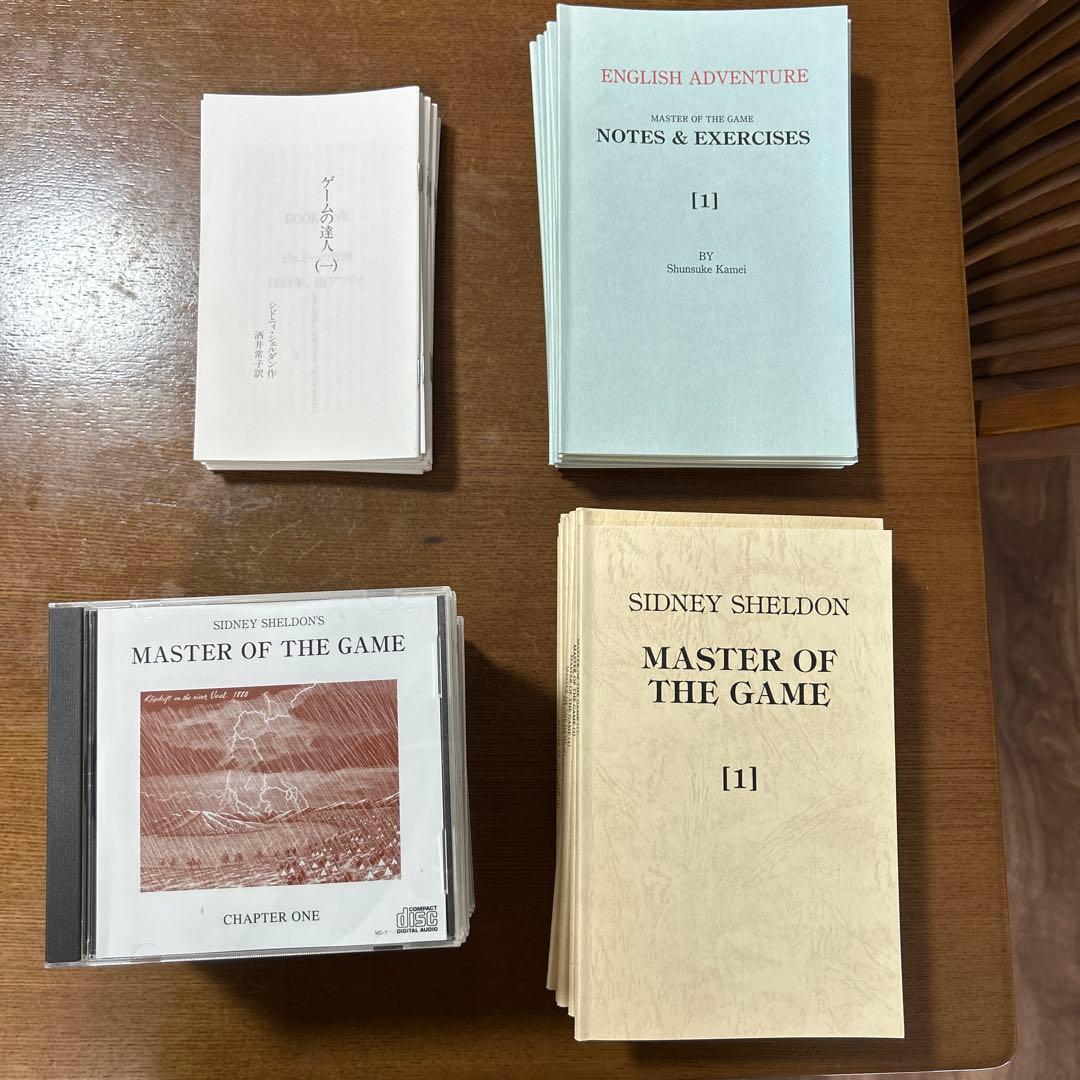 ゲームの達人(一)
シドニィ・シェルダン作
酒井常子訳
ENGLISH ADVENTURE
MASTER OF THE GAME
NOTES & EXERCISES
[1]
BY
Shunsuke Kamei
SIDNEY SHELDON'S
MASTER OF THE GAME
Klipdrift on the river Vaal 1880
CHAPTER ONE
COMPACT
disc
DIGITAL AUDIO
SIDNEY SHELDON
MASTER OF
THE GAME
[1]